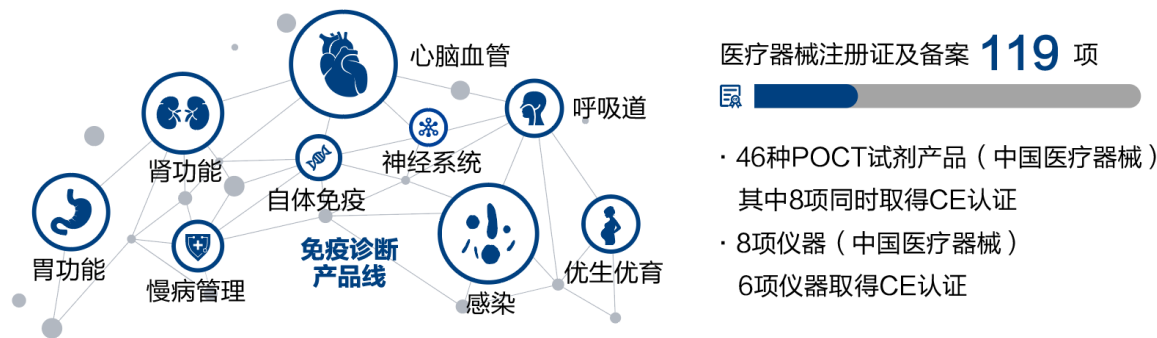 心脑血管
呼吸道
肾功能
神经系统
自体免疫
胃功能
慢病管理
免疫诊断
产品线
感染
优生优育
医疗器械注册证及备案 119 项
· 46种POCT试剂产品（中国医疗器械）
其中8项同时取得CE认证
· 8项仪器（中国医疗器械）
6项仪器取得CE认证